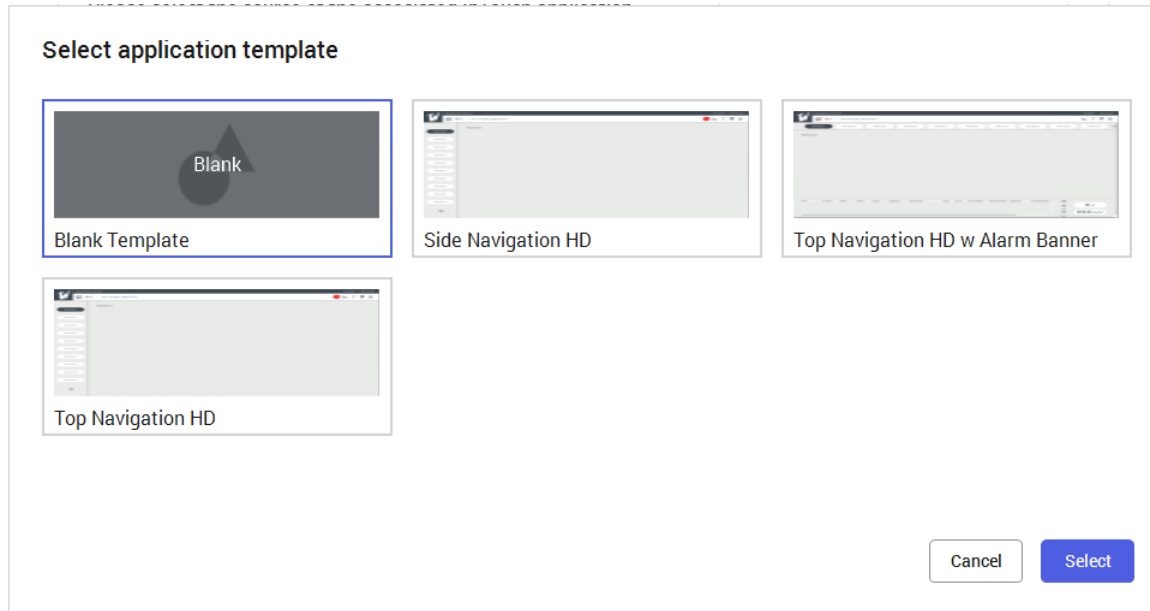 Select application template
Blank
Blank Template
Side Navigation HD
Top Navigation HD w Alarm Banner
Top Navigation HD
Cancel
Select